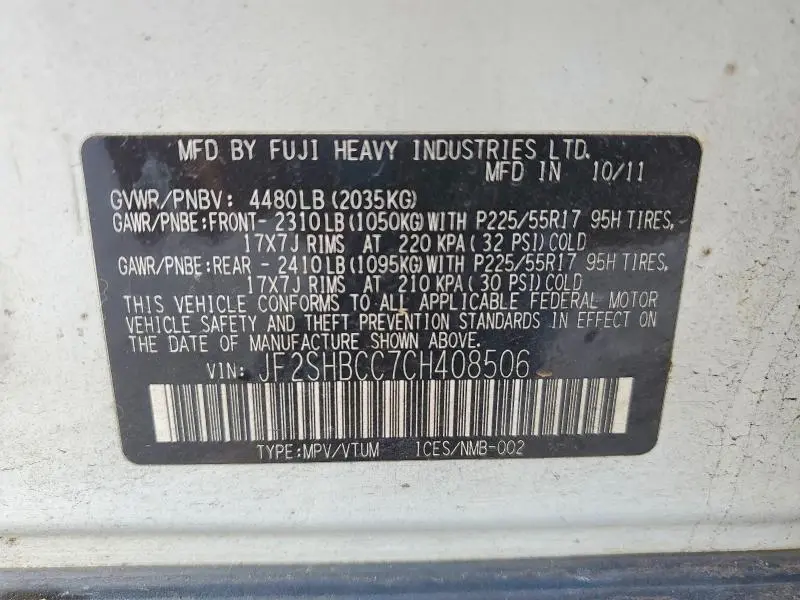 MFD BY FUJI HEAVY INDUSTRIES LTD.
MFD IN 10/11
GVWR/PNBV: 4480LB (2035KG)
GAWR/PNBE:FRONT- 2310LB(1050KG)WITH P225/55R17 95H TIRES,
17X7J RIMS AT 220 KPA(32 PSI)COLD
GAWR/PNBE:REAR - 2410LB(1095KG)WITH P225/55R17 95H TIRES,
17X7J RIMS AT 210 KPA(30 PSI)COLD
THIS VEHICLE CONFORMS TO ALL APPLICABLE FEDERAL MOTOR
VEHICLE SAFETY AND THEFT PREVENTION STANDARDS IN EFFECT ON
THE DATE OF MANUFACTURE SHOWN ABOVE.
VIN: JF2SHBCC7CH408506
TYPE:MPV/VTUM ICES/NMB-002